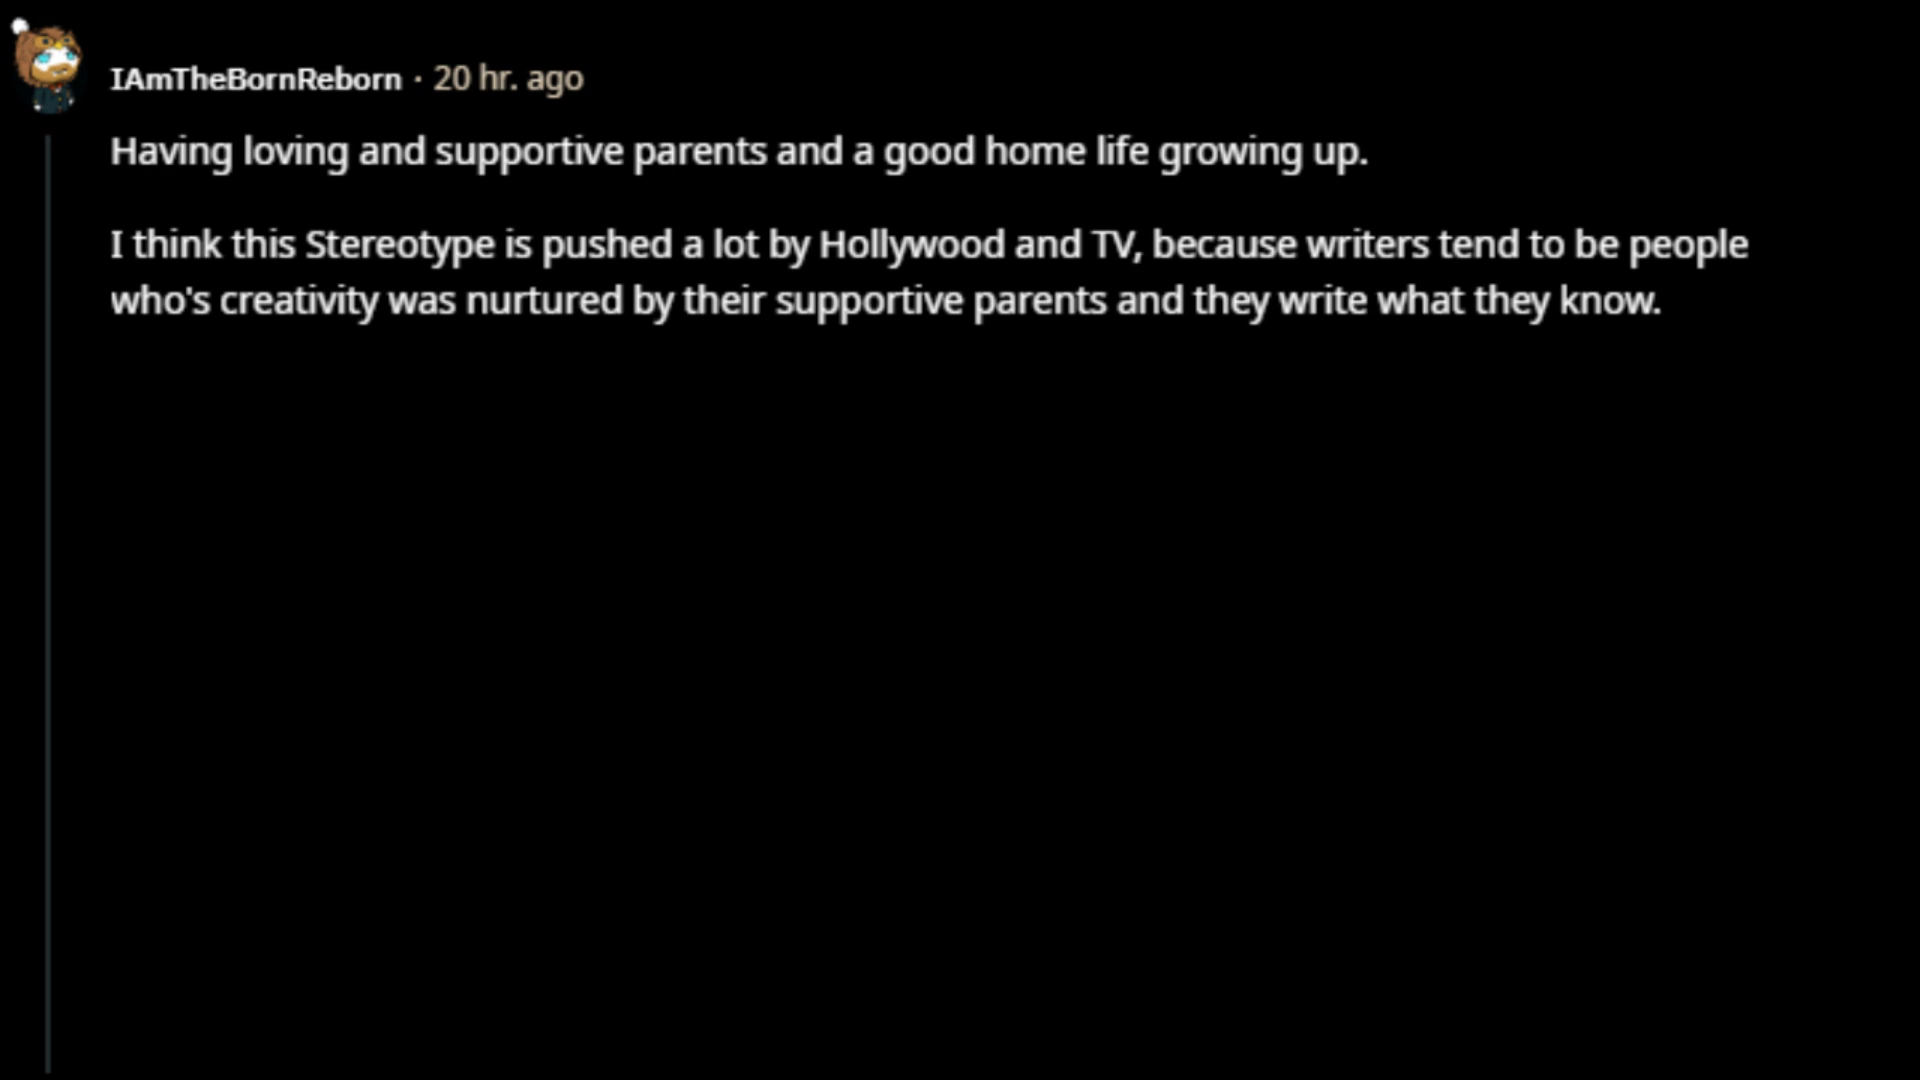 IAmTheBornReborn · 20 hr. ago
Having loving and supportive parents and a good home life growing up.
I think this Stereotype is pushed a lot by Hollywood and TV, because writers tend to be people
who's creativity was nurtured by their supportive parents and they write what they know.